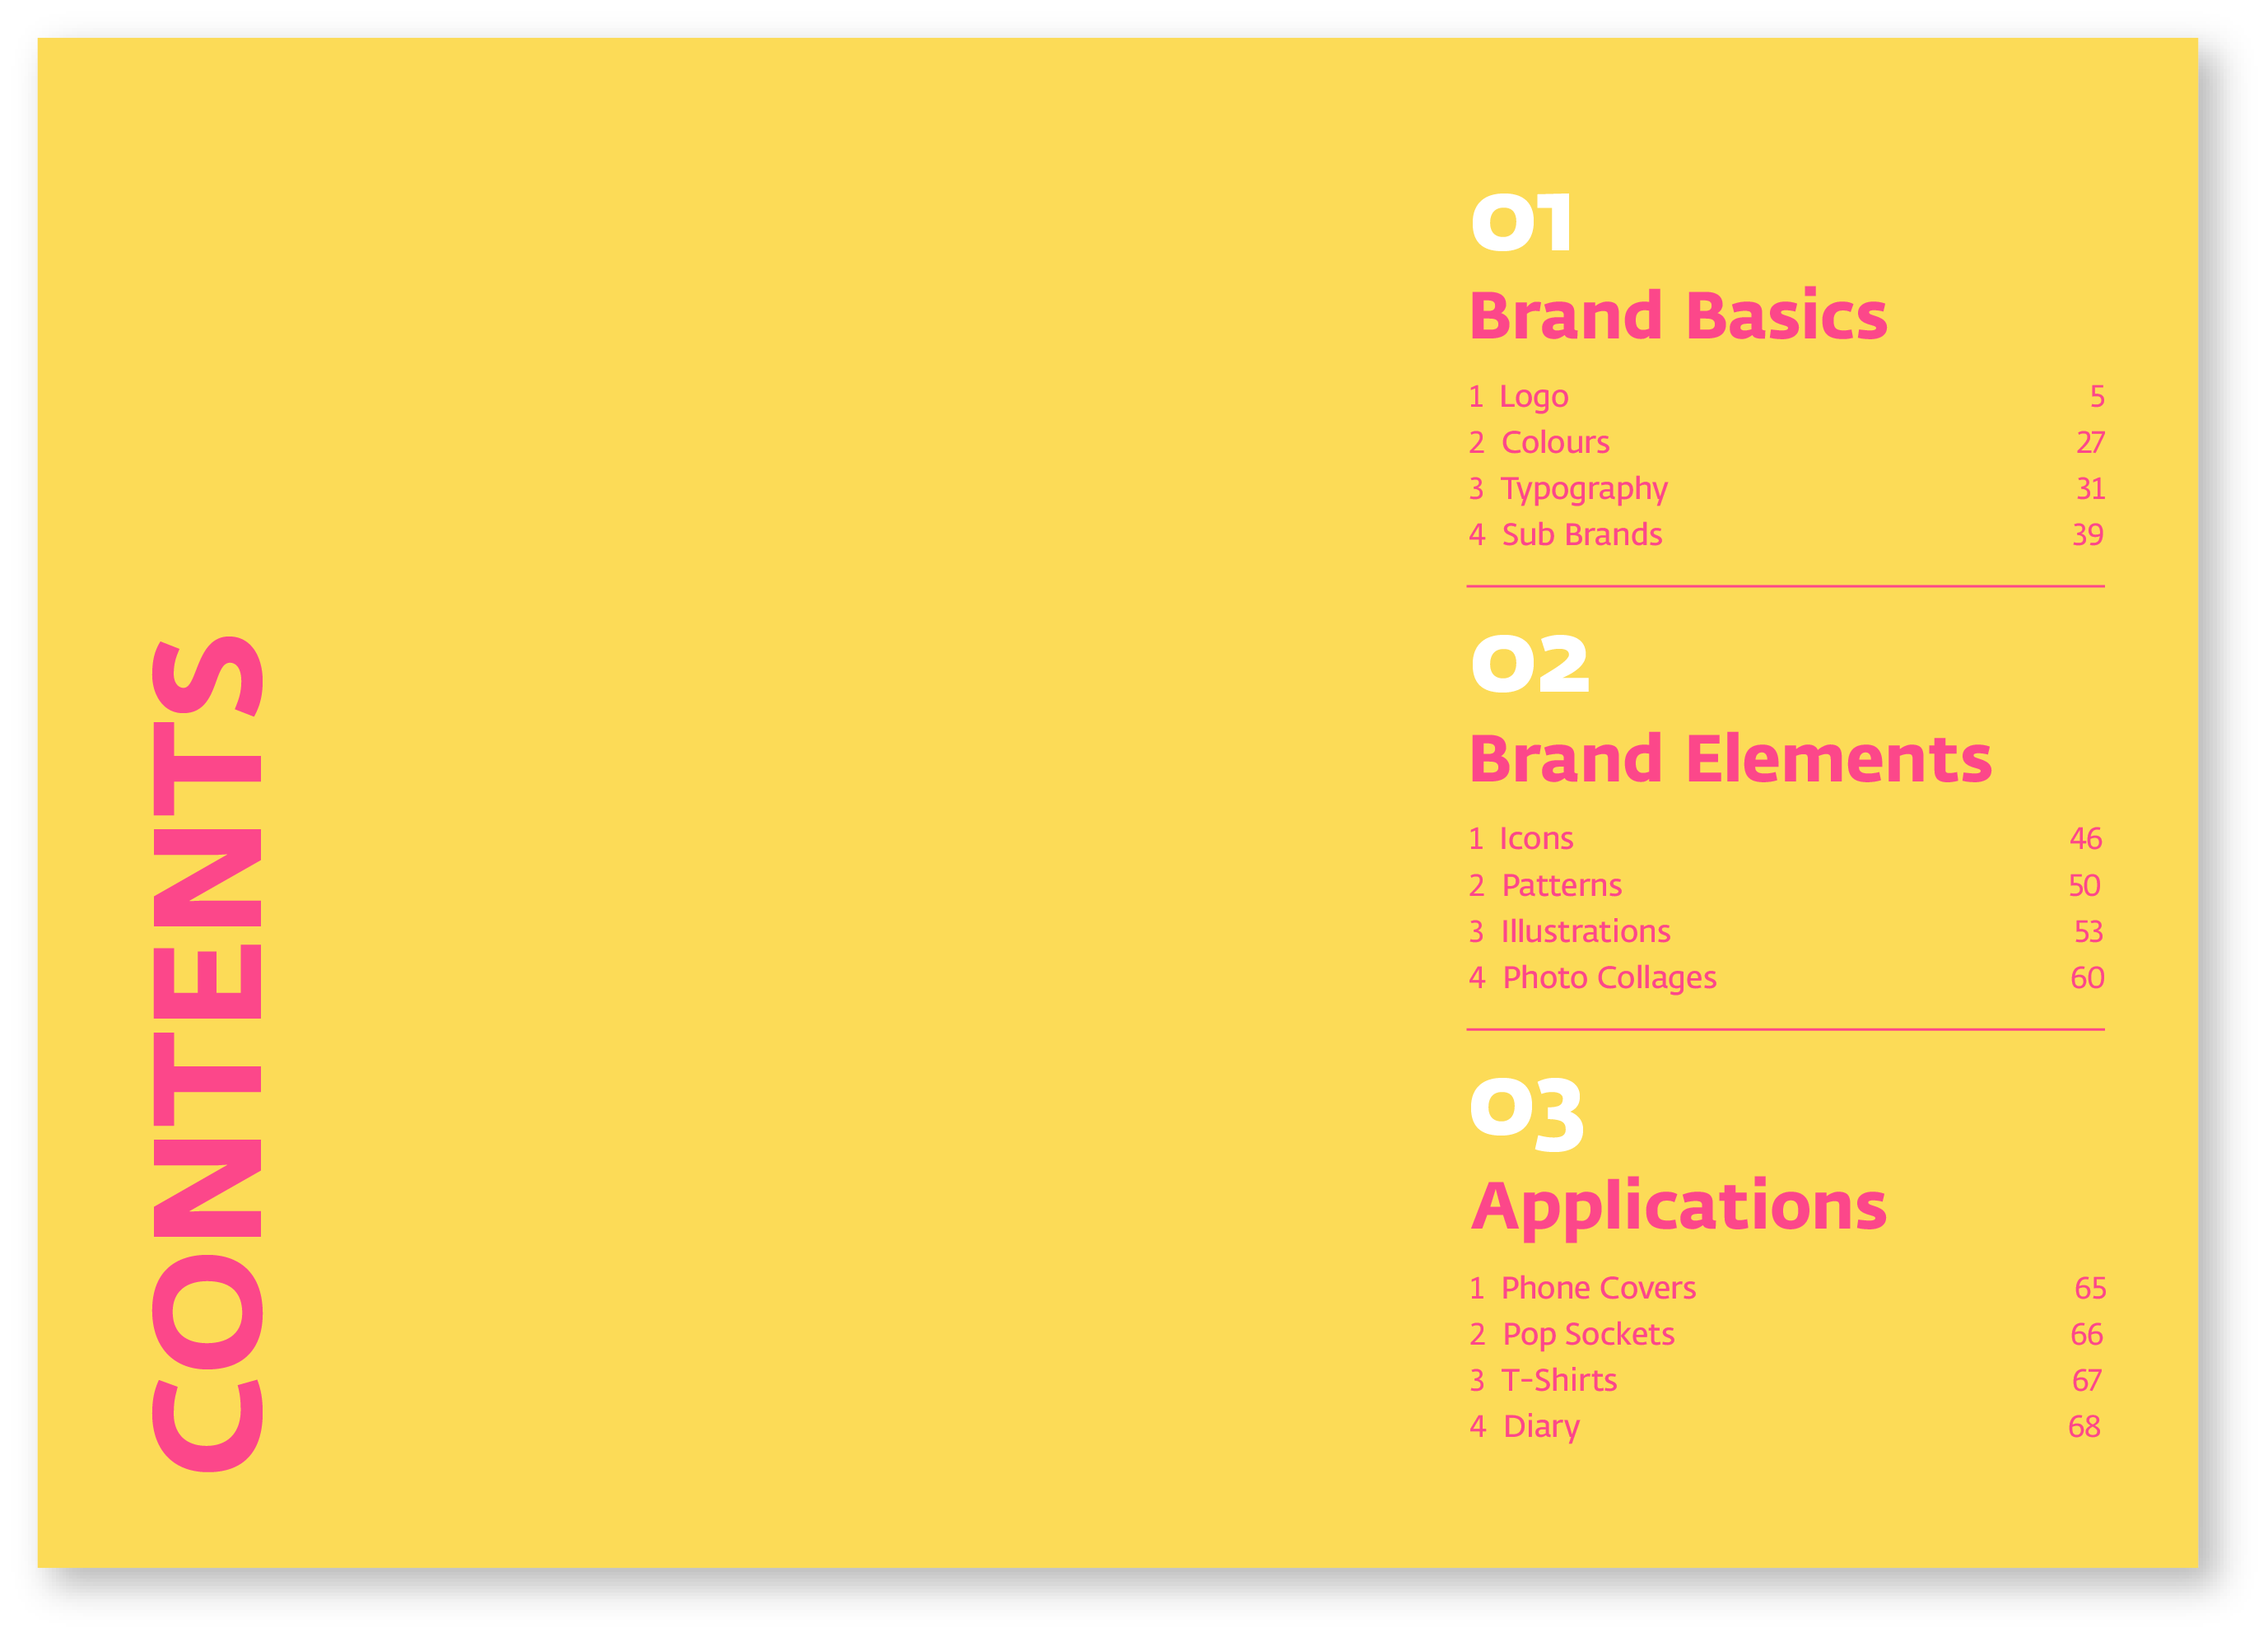 CONTENTS
01
Brand Basics
1 Logo 5
2 Colours 27
3 Typography 31
4 Sub Brands 39
02
Brand Elements
1 Icons 46
2 Patterns 50
3 Illustrations 53
4 Photo Collages 60
03
Applications
1 Phone Covers 65
2 Pop Sockets 66
3 T-Shirts 67
4 Diary 68